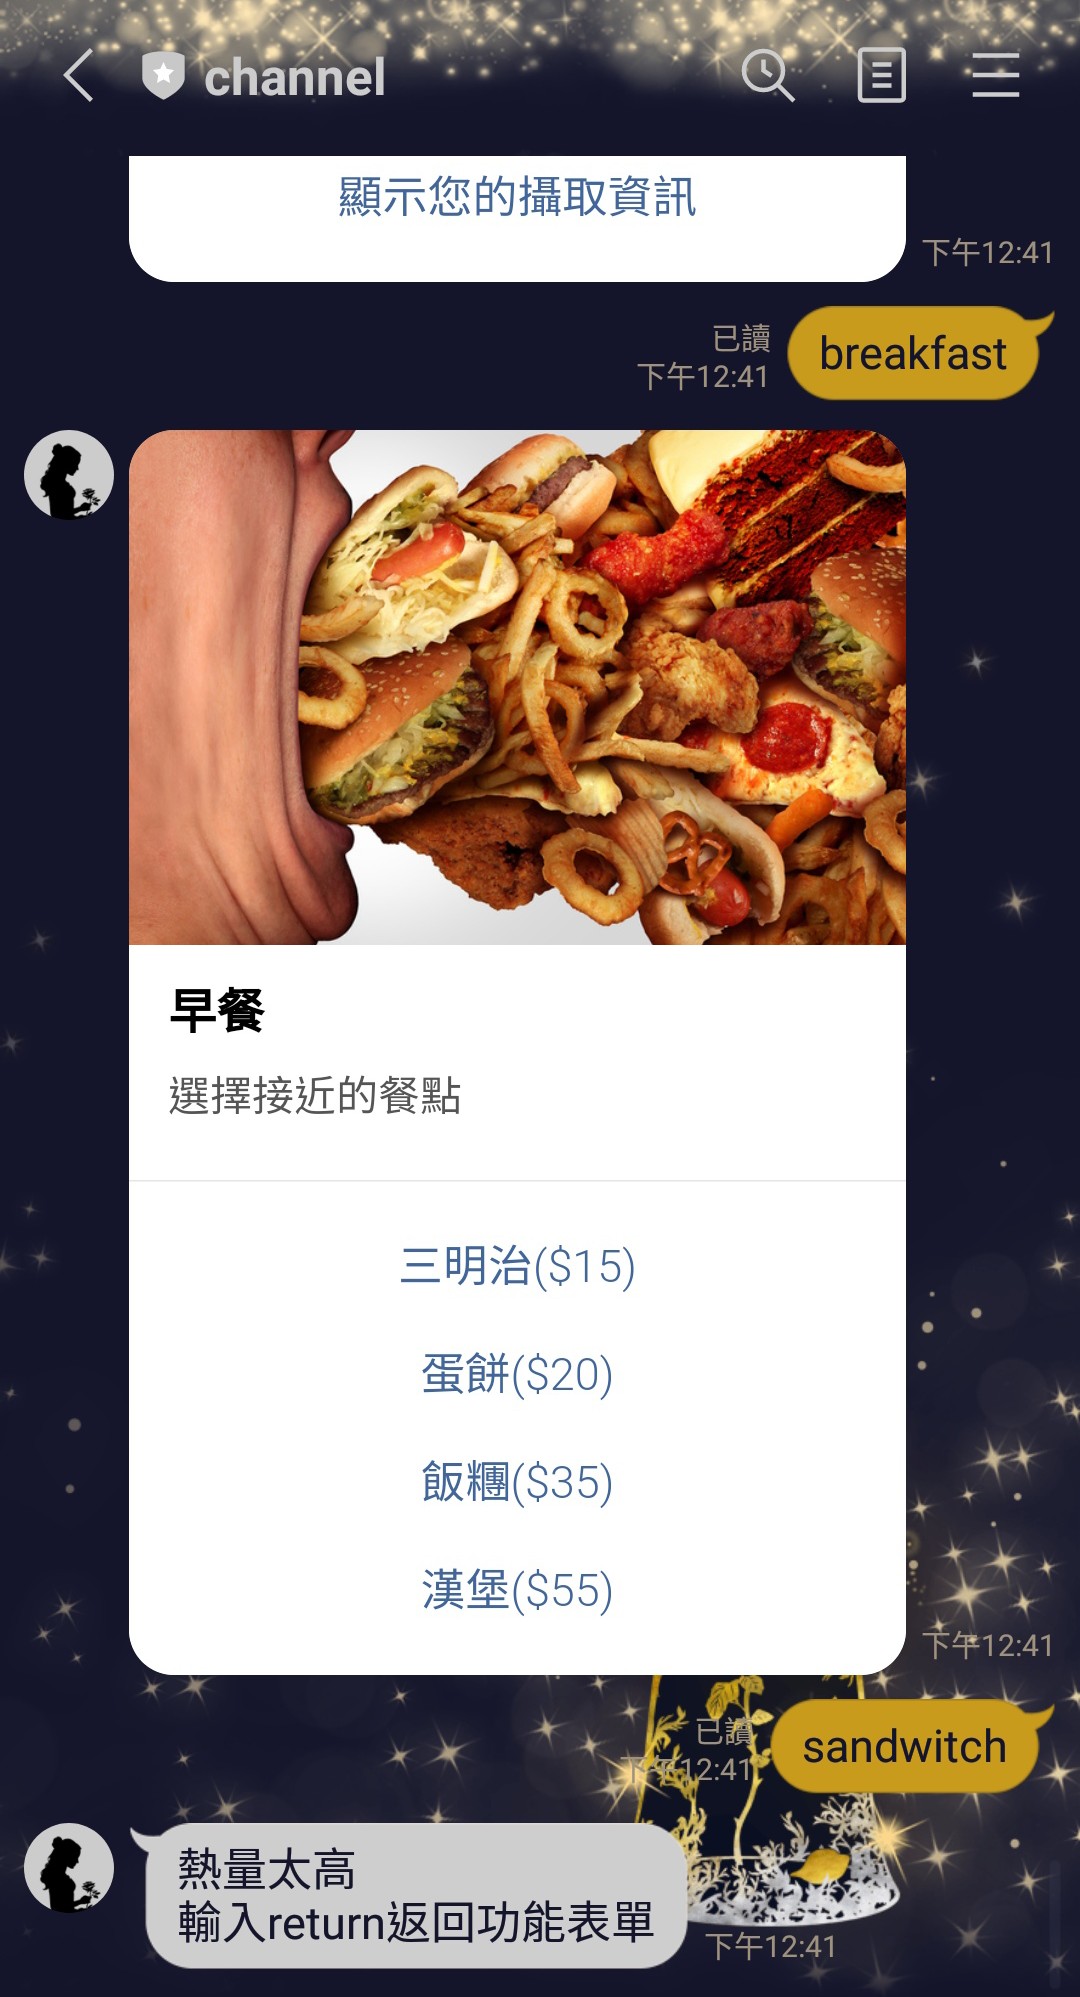 channel
顯示您的攝取資訊
下午12:41
已讀
下午12:41
breakfast
早餐
選擇接近的餐點
三明治($15)
蛋餅($20)
飯糰($35)
漢堡($55)
下午12:41
已讀
下午12:41
sandwitch
熱量太高
輸入return返回功能表單
下午12:41